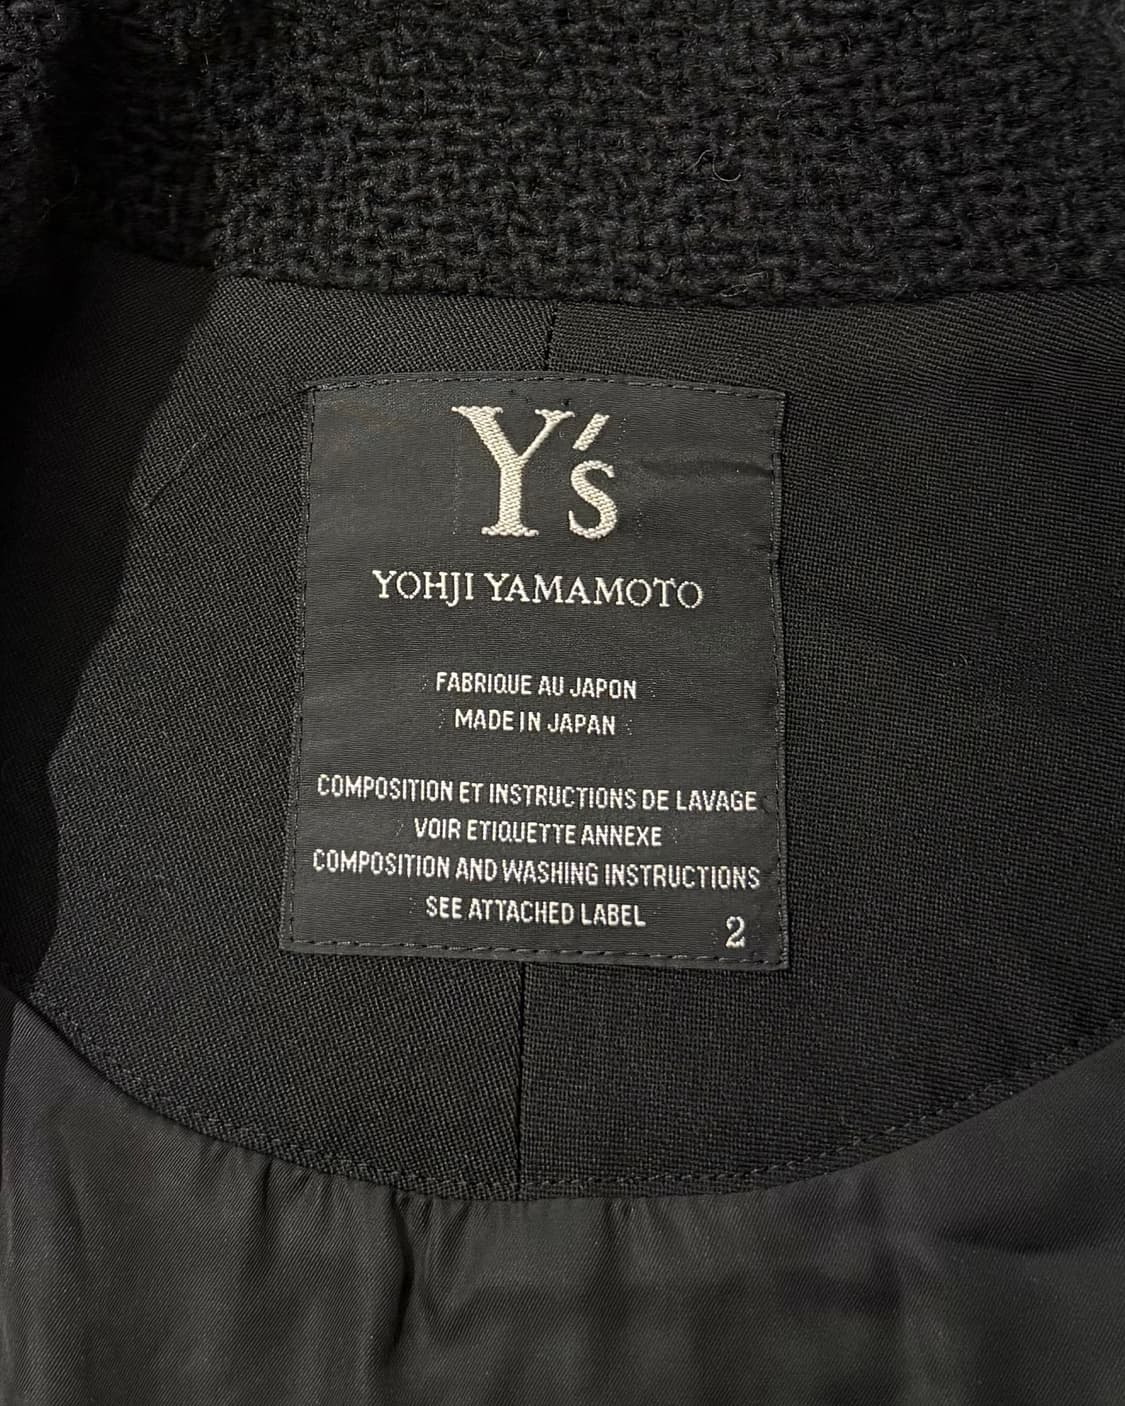 Y's
YOHJI YAMAMOTO
FABRIQUE AU JAPON
MADE IN JAPAN
COMPOSITION ET INSTRUCTIONS DE LAVAGE
VOIR ETIQUETTE ANNEXE
COMPOSITION AND WASHING INSTRUCTIONS
SEE ATTACHED LABEL
2